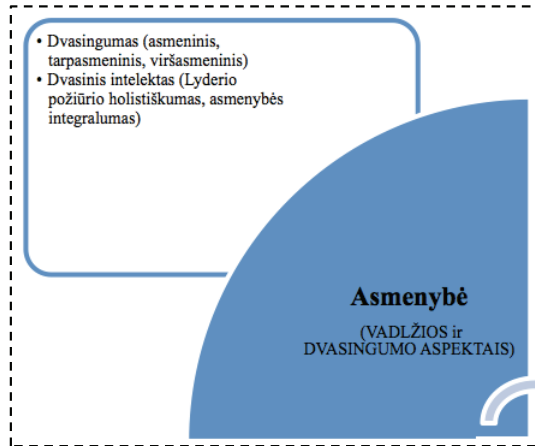 • Dvasingumas (asmeninis,
tarpasmeninis, viršasmeninis)
• Dvasinis intelektas (Lyderio
požiūrio holistiškumas, asmenybės
integralumas)
Asmenybė
(VADLŽIOS ir
DVASINGUMO ASPEKTAIS)